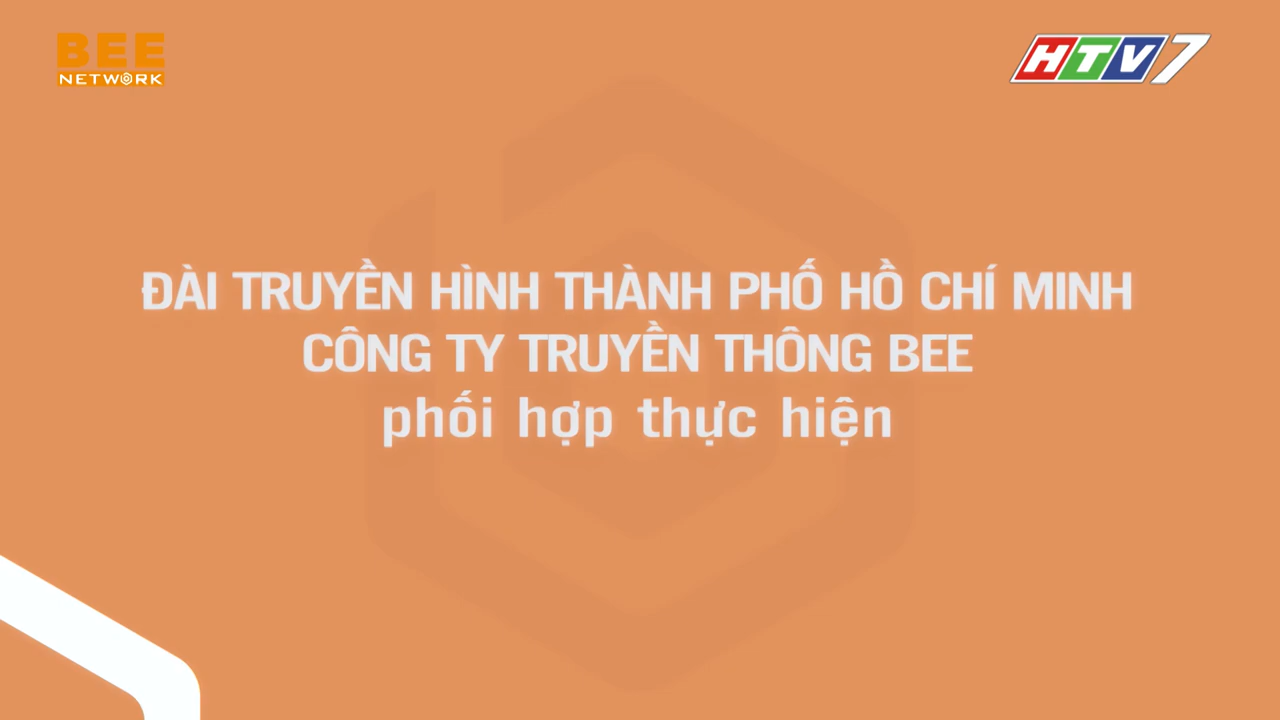 BEE
NETWORK
HTV7
ĐÀI TRUYỀN HÌNH THÀNH PHỐ HỒ CHÍ MINH
CÔNG TY TRUYỀN THÔNG BEE
phối hợp thực hiện